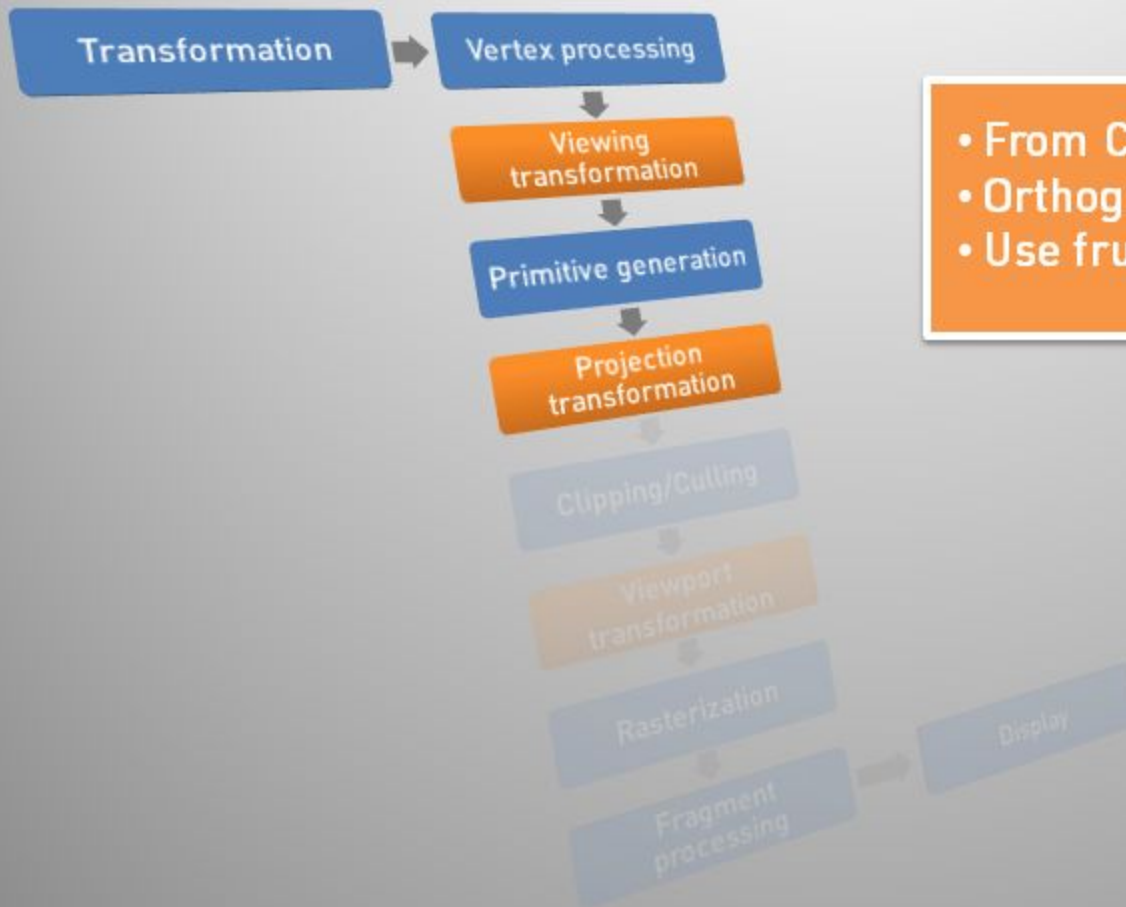 Transformation
Vertex processing
Viewing
transformation
Primitive generation
Projection
transformation
Clipping/Culling
Viewport
transformation
Rasterization
Fragment
processing
Display
• From C
• Orthog
• Use fru